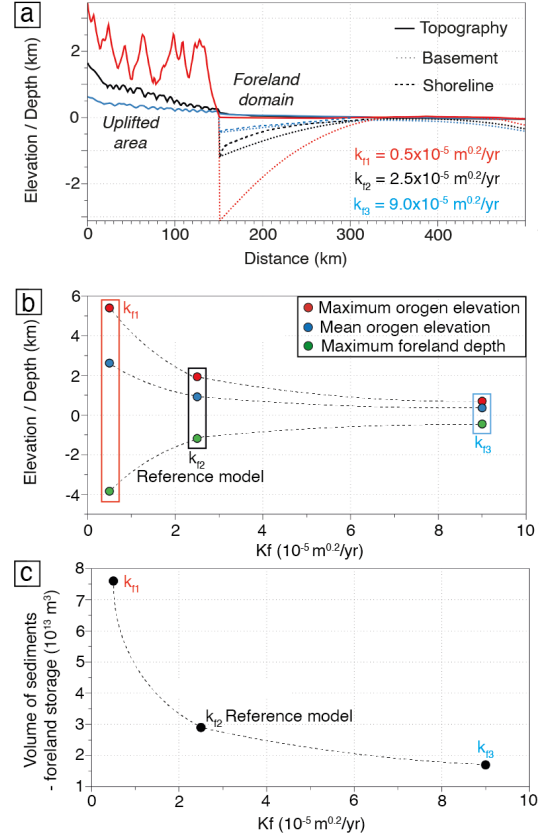 a
Elevation / Depth (km)
2
0
-2
Topography
Basement
Shoreline
Foreland
domain
Uplifted
area
kf1 = 0.5x10-5 m0.2/yr
kf2 = 2.5x10-5 m0.2/yr
kf3 = 9.0x10-5 m0.2/yr
0 100 200 300 400
Distance (km)
b
Elevation / Depth (km)
6
4
2
0
-2
-4
kf1
Maximum orogen elevation
Mean orogen elevation
Maximum foreland depth
kf2
kf3
Reference model
0 2 4 6 8 10
Kf (10-5 m0.2/yr)
c
Volume of sediments
- foreland storage (1013 m3)
8
7
6
5
4
3
2
1
kf1
kf2 Reference model
kf3
0 2 4 6 8 10
Kf (10-5 m0.2/yr)